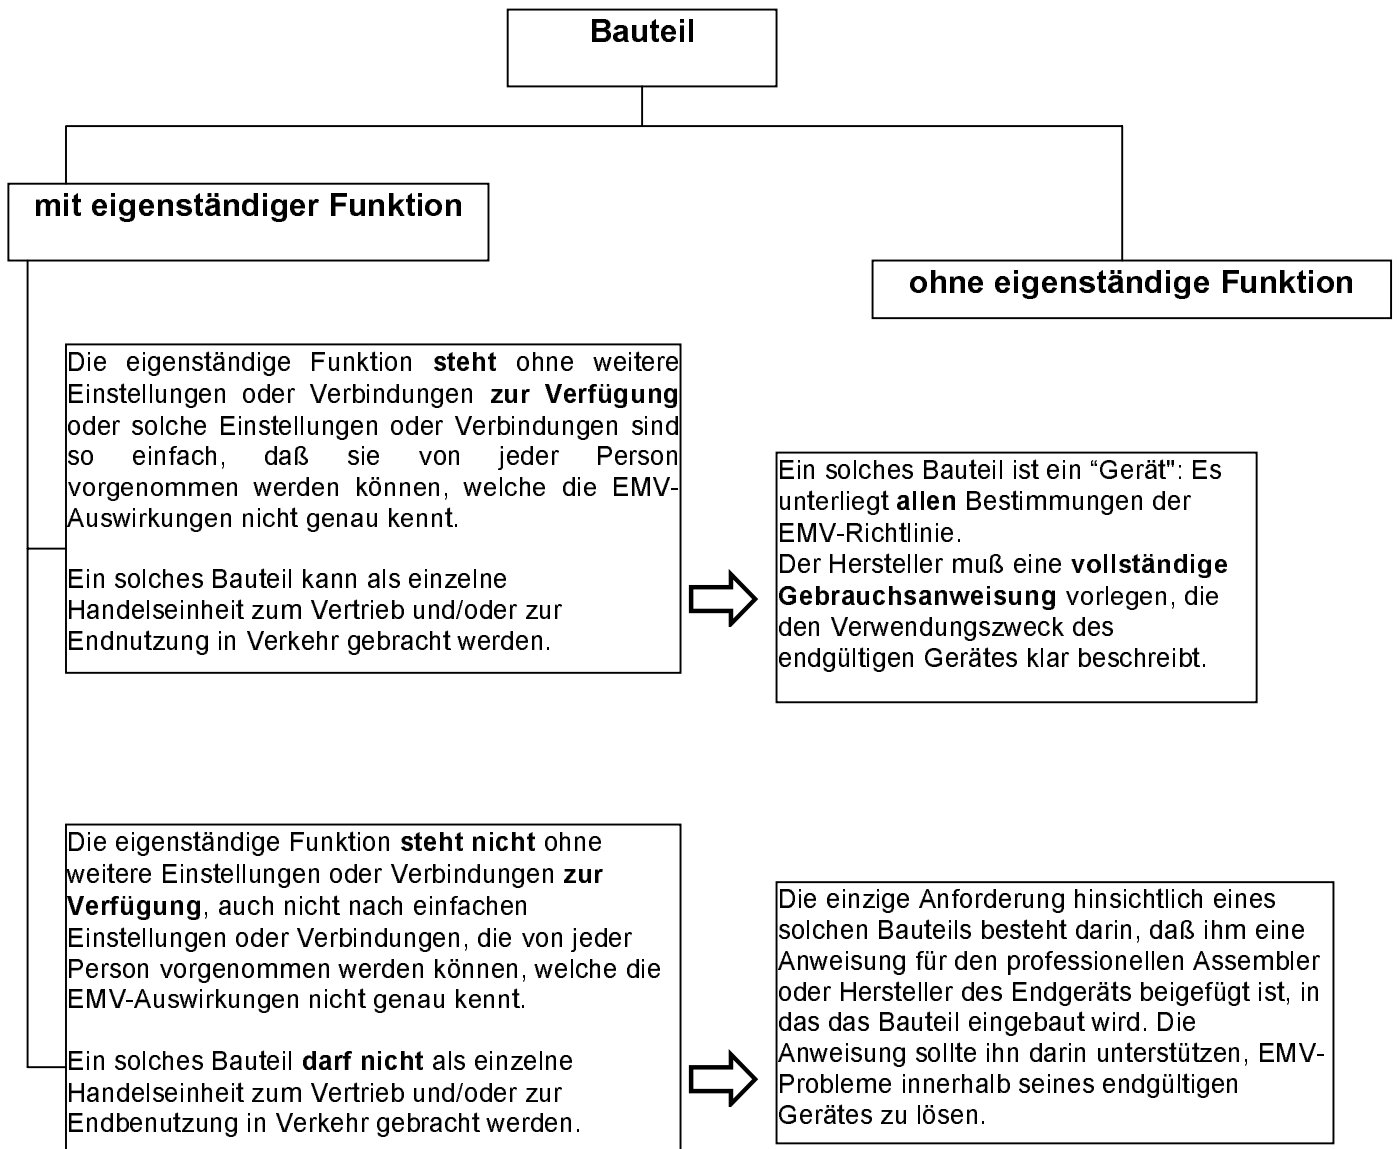 Bauteil
mit eigenständiger Funktion
ohne eigenständige Funktion
Die eigenständige Funktion steht ohne weitere
Einstellungen oder Verbindungen zur Verfügung
oder solche Einstellungen oder Verbindungen sind
so einfach, daß sie von jeder Person
vorgenommen werden können, welche die EMV-
Auswirkungen nicht genau kennt.
Ein solches Bauteil kann als einzelne
Handelseinheit zum Vertrieb und/oder zur
Endnutzung in Verkehr gebracht werden.
Ein solches Bauteil ist ein “Gerät": Es
unterliegt allen Bestimmungen der
EMV-Richtlinie.
Der Hersteller muß eine vollständige
Gebrauchsanweisung vorlegen, die
den Verwendungszweck des
endgültigen Gerätes klar beschreibt.
Die eigenständige Funktion steht nicht ohne
weitere Einstellungen oder Verbindungen zur
Verfügung, auch nicht nach einfachen
Einstellungen oder Verbindungen, die von jeder
Person vorgenommen werden können, welche die
EMV-Auswirkungen nicht genau kennt.
Ein solches Bauteil darf nicht als einzelne
Handelseinheit zum Vertrieb und/oder zur
Endbenutzung in Verkehr gebracht werden.
Die einzige Anforderung hinsichtlich eines
solchen Bauteils besteht darin, daß ihm eine
Anweisung für den professionellen Assembler
oder Hersteller des Endgeräts beigefügt ist, in
das das Bauteil eingebaut wird. Die
Anweisung sollte ihn darin unterstützen, EMV-
Probleme innerhalb seines endgültigen
Gerätes zu lösen.